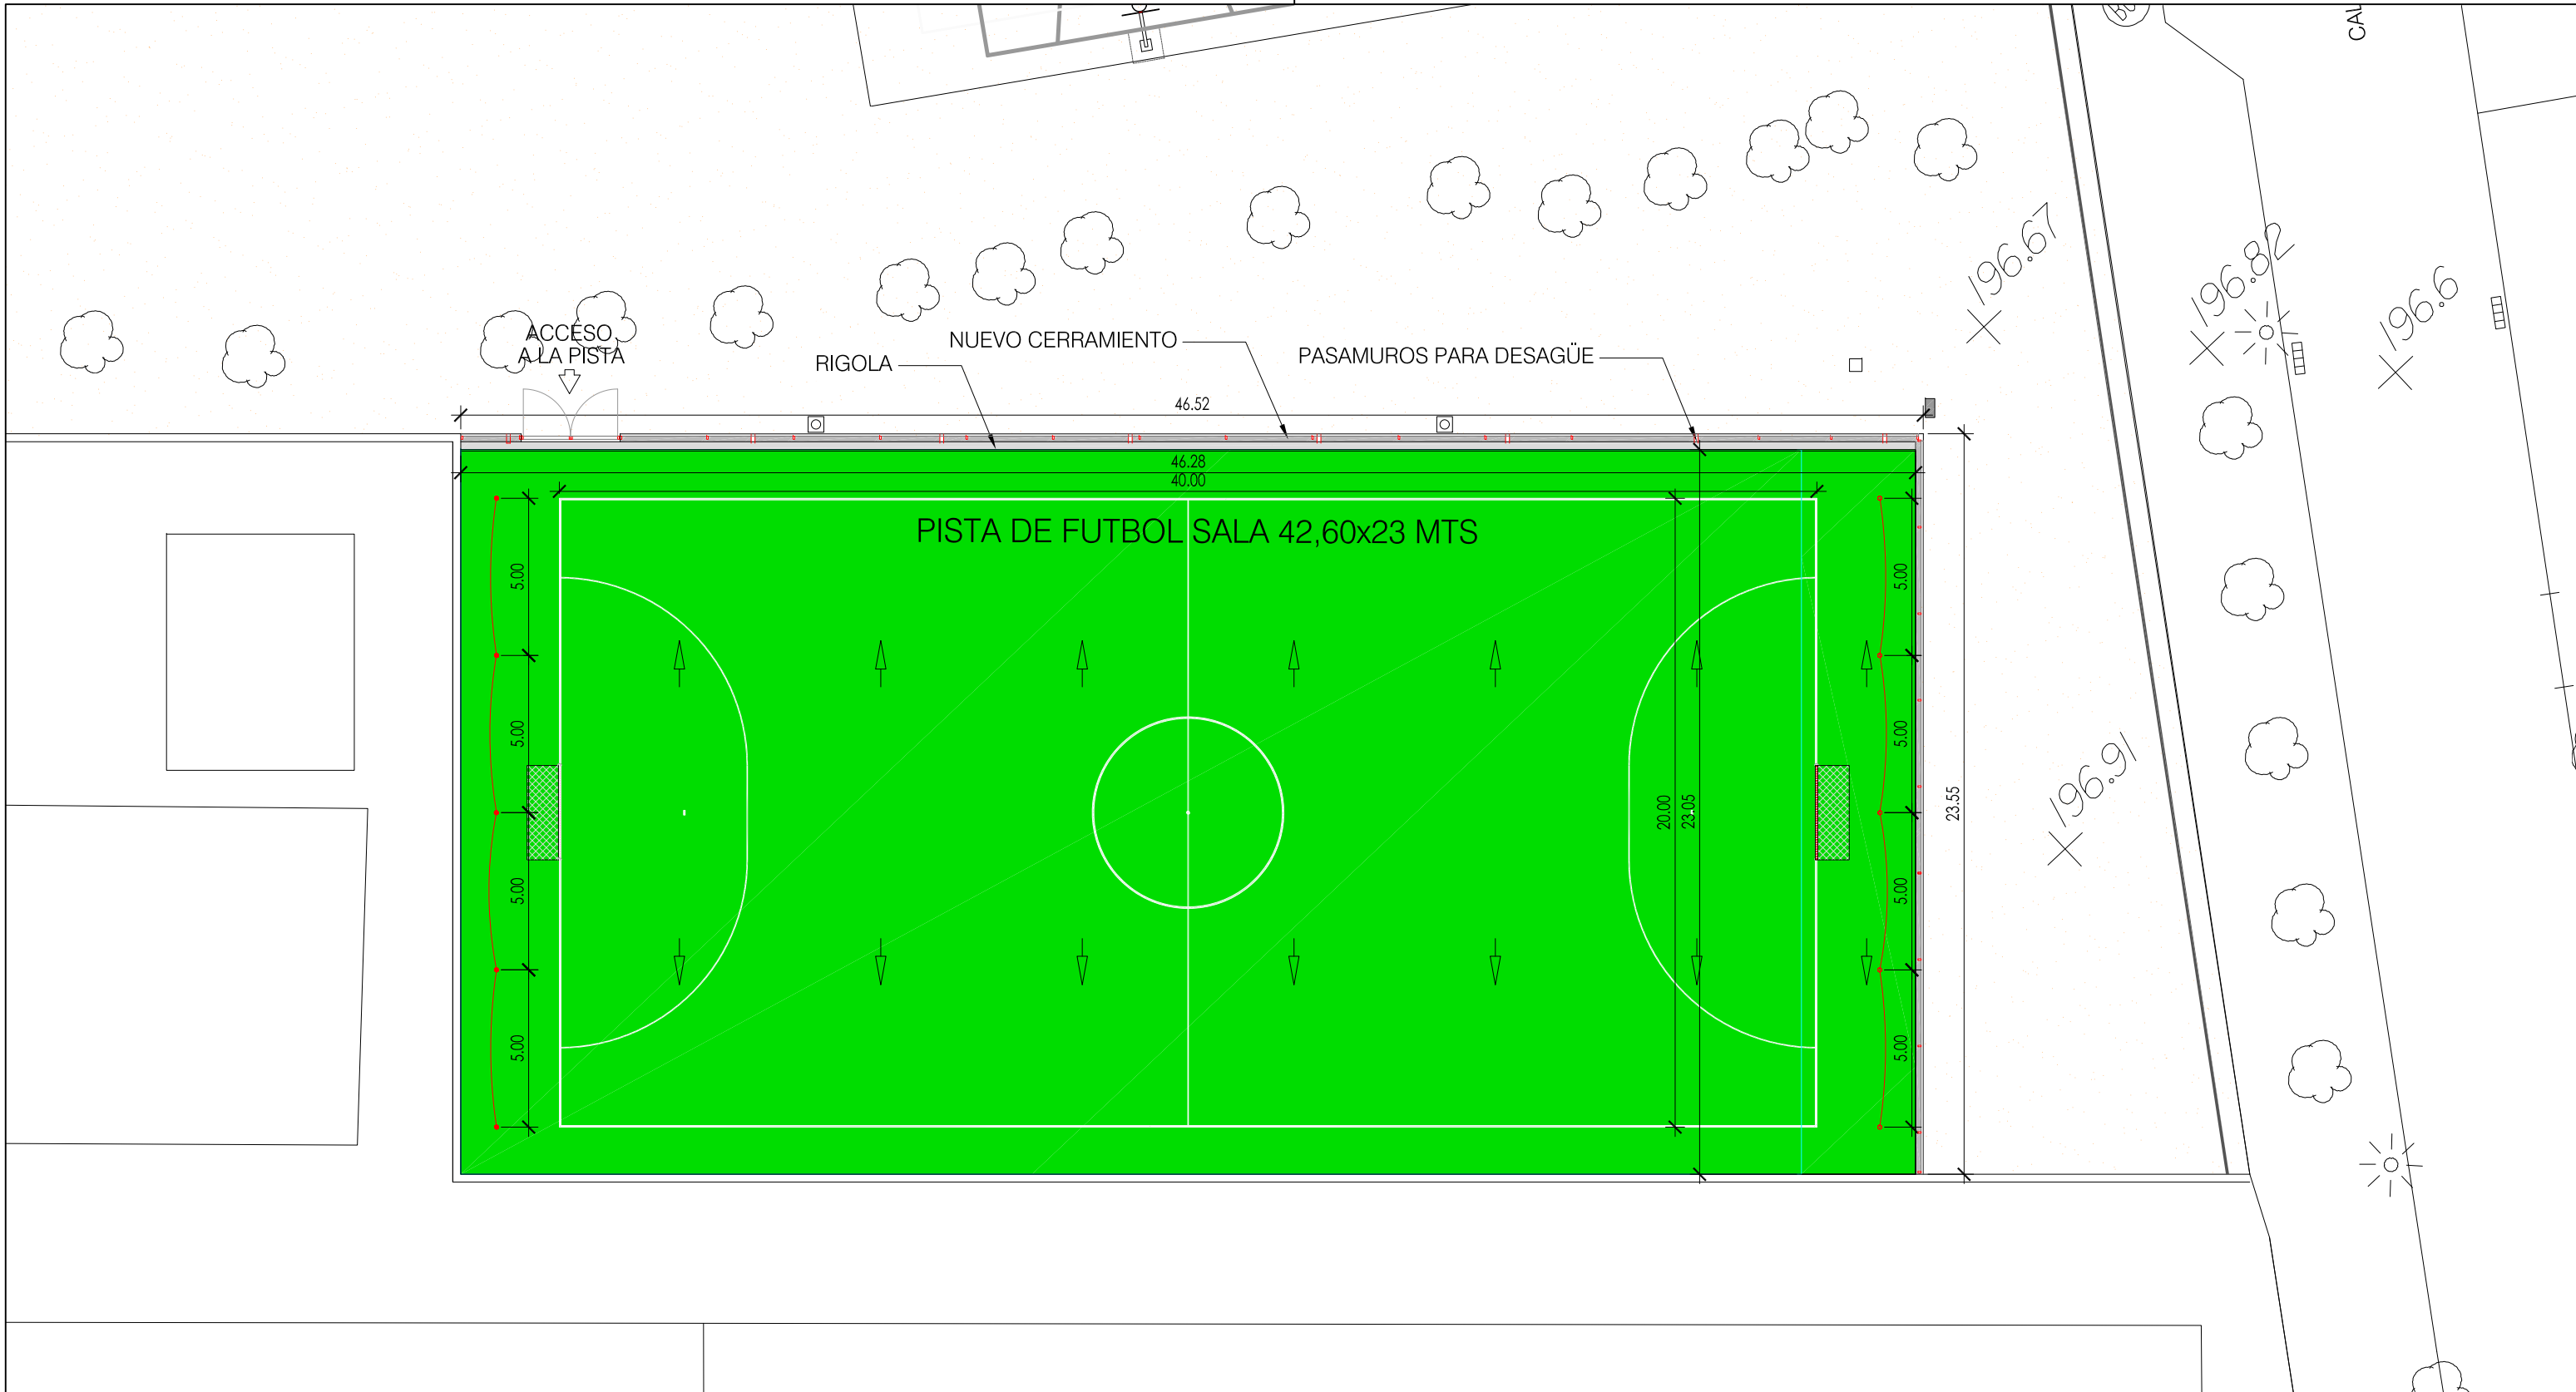 CAL
196.67
196.82
196.6
ACCESO
A LA PISTA
RIGOLA
NUEVO CERRAMIENTO
PASAMUROS PARA DESAGÜE
46.52
46.28
40.00
PISTA DE FUTBOL SALA 42,60x23 MTS
5.00
5.00
5.00
5.00
20.00
23.05
5.00
5.00
5.00
5.00
23.55
196.91